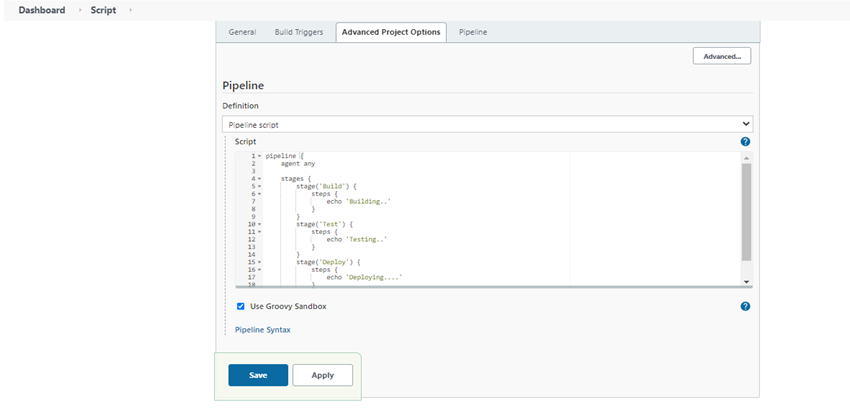 Dashboard Script
General Build Triggers Advanced Project Options Pipeline
Advanced...
Pipeline
Definition
Pipeline script
Script
?
1 pipeline {
2 agent any
3
4 stages {
5 stage('Build') {
6 steps {
7 echo 'Building..'
8 }
9 }
10 stage('Test') {
11 steps {
12 echo 'Testing..'
13 }
14 }
15 stage('Deploy') {
16 steps {
17 echo 'Deploying....'
18 }
Use Groovy Sandbox
?
Pipeline Syntax
Save Apply